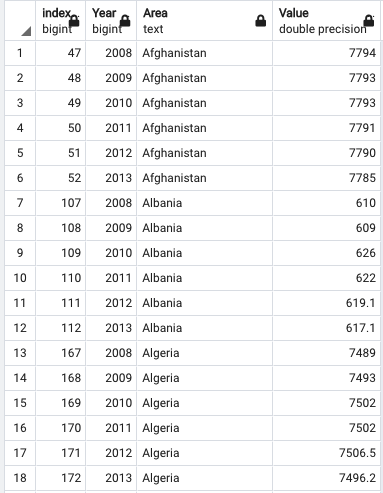 index Year Area Value
bigint bigint text double precision
1 47 2008 Afghanistan 7794
2 48 2009 Afghanistan 7793
3 49 2010 Afghanistan 7793
4 50 2011 Afghanistan 7791
5 51 2012 Afghanistan 7790
6 52 2013 Afghanistan 7785
7 107 2008 Albania 610
8 108 2009 Albania 609
9 109 2010 Albania 626
10 110 2011 Albania 622
11 111 2012 Albania 619.1
12 112 2013 Albania 617.1
13 167 2008 Algeria 7489
14 168 2009 Algeria 7493
15 169 2010 Algeria 7502
16 170 2011 Algeria 7502
17 171 2012 Algeria 7506.5
18 172 2013 Algeria 7496.2